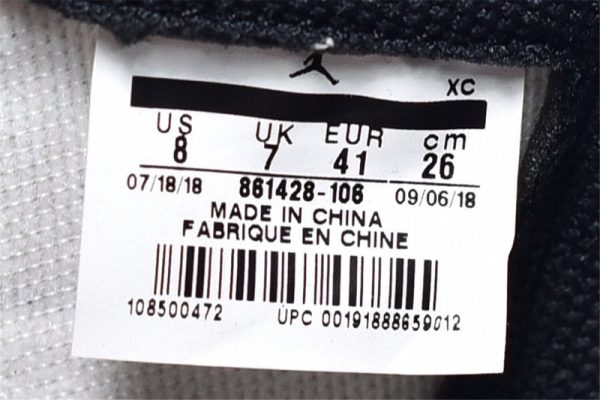 XC
US UK EUR cm
8 7 41 26
07/18/18 861428-106 09/06/18
MADE IN CHINA
FABRIQUE EN CHINE
108500472 UPC 00191888659012